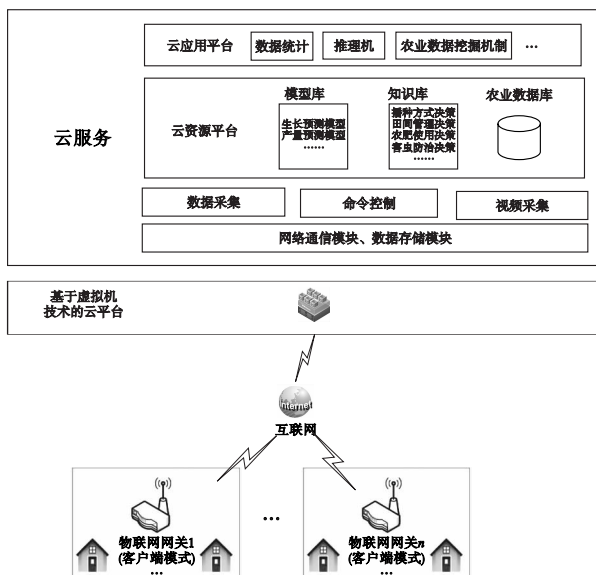 云应用平台 数据统计 推理机 农业数据挖掘机制 …
模型库 知识库 农业数据库
云服务
云资源平台
生长预测模型
产量预测模型
……
播种方式决策
田间管理决策
农肥使用决策
害虫防治决策
……
数据采集 命令控制 视频采集
网络通信模块、数据存储模块
基于虚拟机
技术的云平台
Internet
互联网
物联网网关1
(客户端模式)
…
…
物联网网关n
(客户端模式)
…